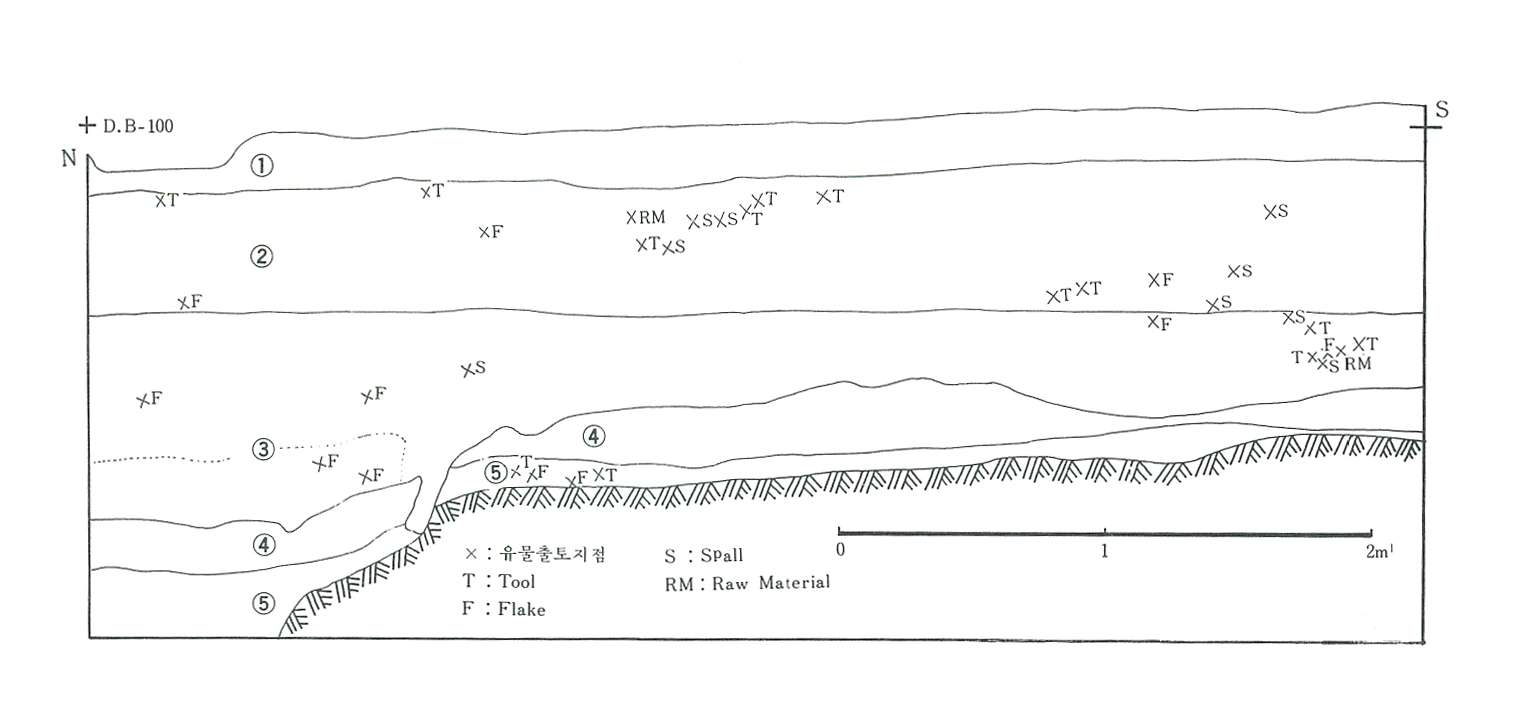 S
D.B-100
N
①
×T ×T ×T ×T
×RM ×S×S ×T ×S
×F ×T×S
②
×S
×F ×T×T ×F ×S
×F ×S×T
F ×T
×S T× ×S RM
×F ×F
④
③
×F ×T
⑤ ×F ×F×T
×F
④
0 1 2m
×：유물출토지점 S：Spall
T：Tool RM：Raw Material
F：Flake
⑤